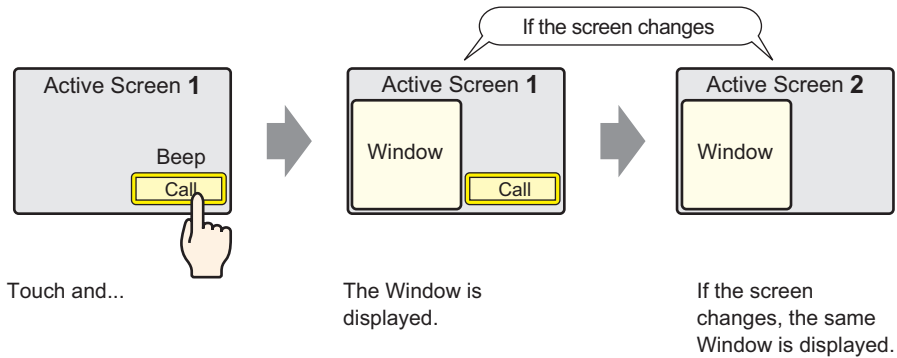 If the screen changes
Active Screen 1
Beep
Call
Active Screen 1
Window
Call
Active Screen 2
Window
Touch and...
The Window is
displayed.
If the screen
changes, the same
Window is displayed.